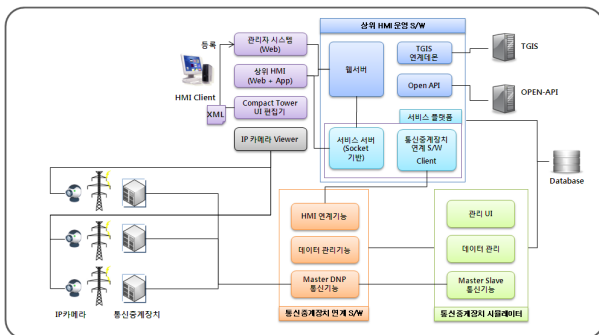 상위 HMI 운영 S/W
등록
관리자 시스템
(Web)
상위 HMI
(Web + App)
Compact Tower
UI 편집기
HMI Client
XML
IP 카메라 Viewer
웹서버
TGIS
연계데몬
Open API
TGIS
OPEN-API
서비스 플랫폼
서비스 서버
(Socket
기반)
통신중계장치
연계 S/W
Client
Database
HMI 연계기능
데이터 관리기능
Master DNP
통신기능
통신중계장치 연계 S/W
관리 UI
데이터 관리
Master Slave
통신기능
통신중계장치 시뮬레이터
IP카메라
통신중계장치